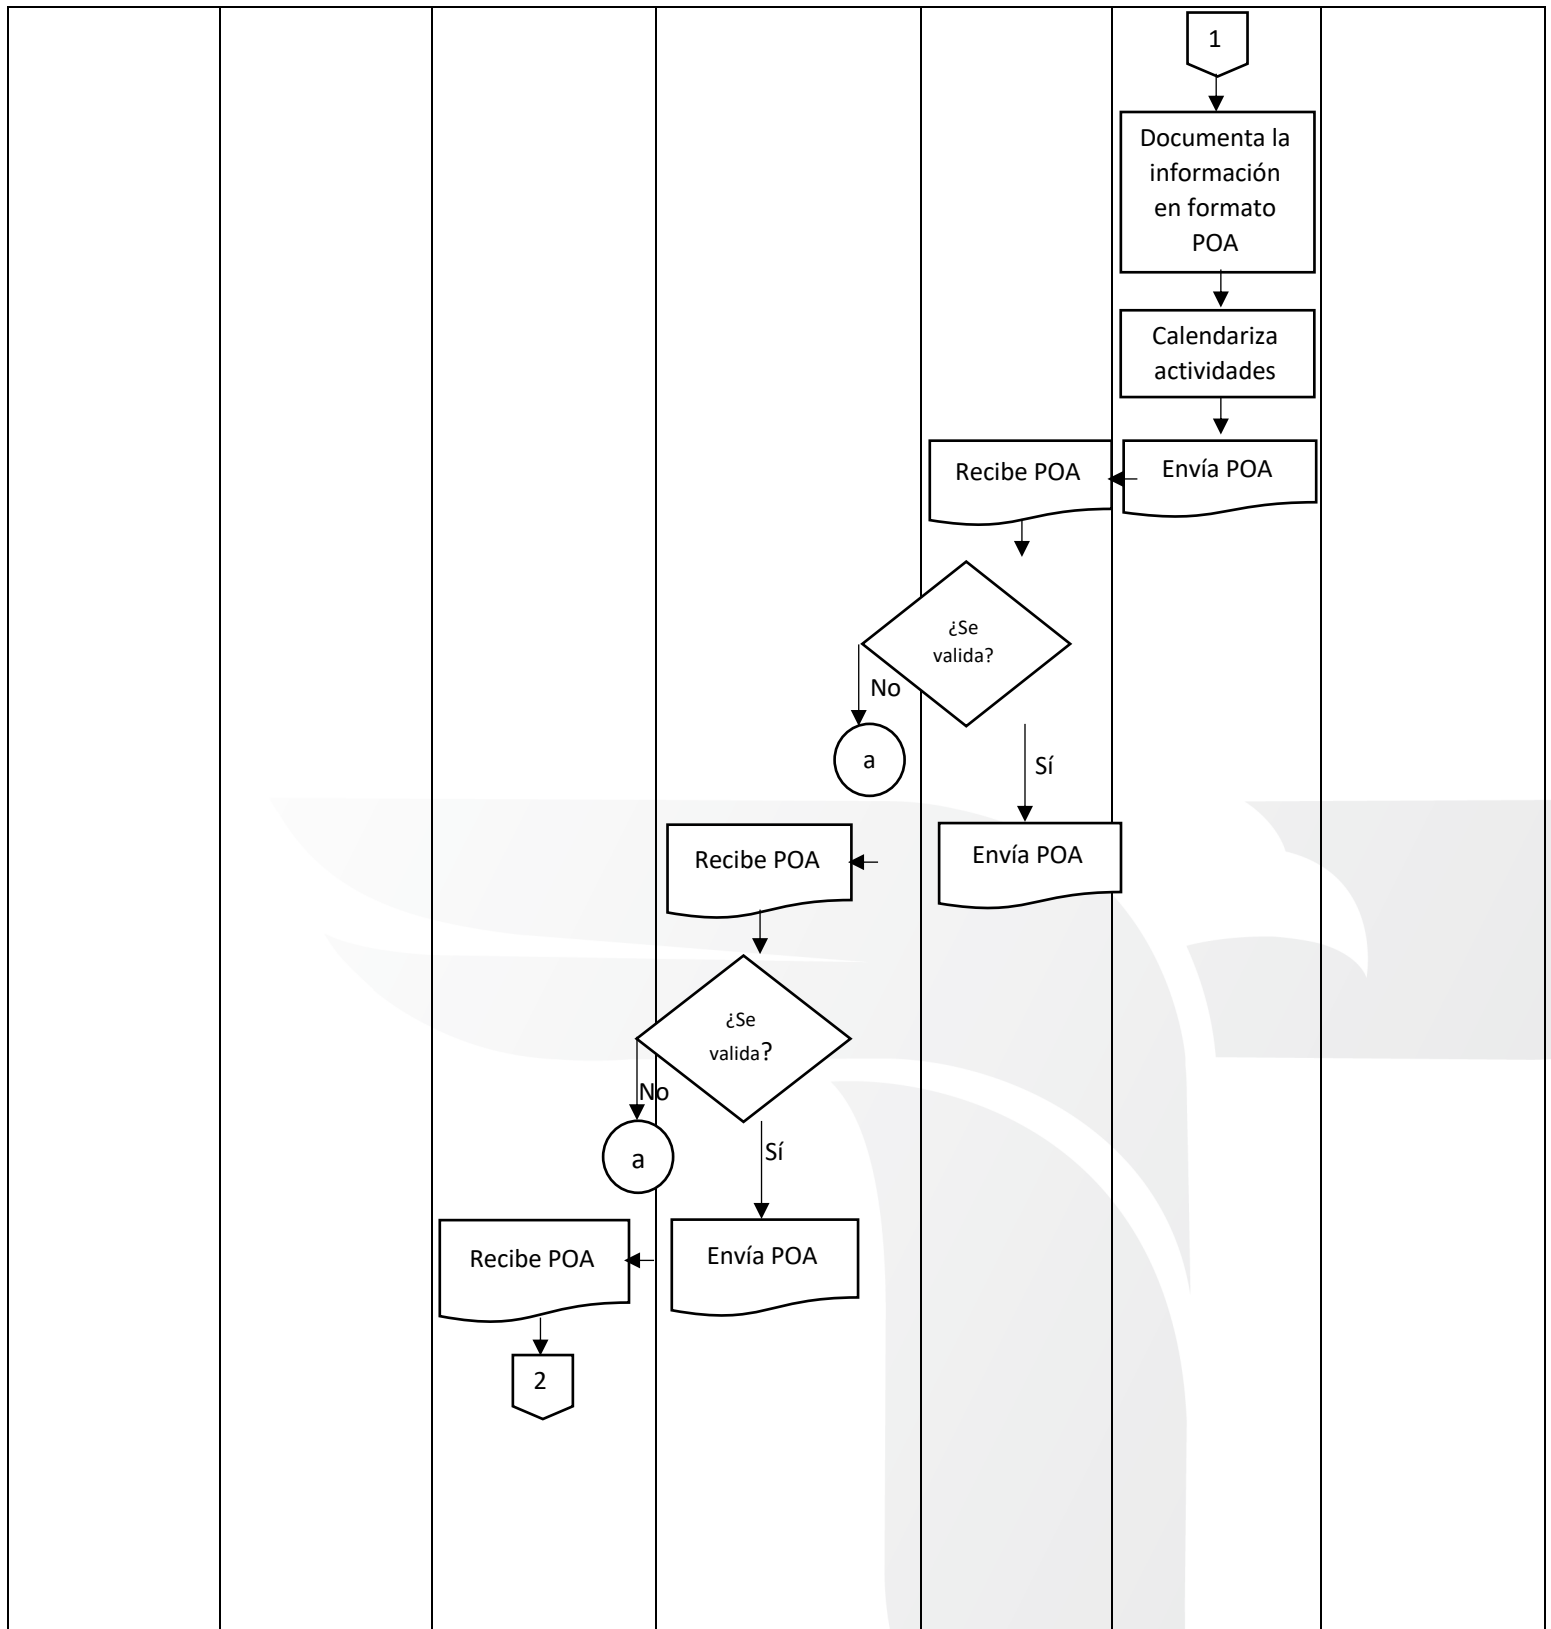 1
Documenta la
información
en formato
POA
Calendariza
actividades
Recibe POA
Envía POA
¿Se
valida?
No
a
Sí
Recibe POA
Envía POA
¿Se
valida?
No
a
Sí
Recibe POA
Envía POA
2